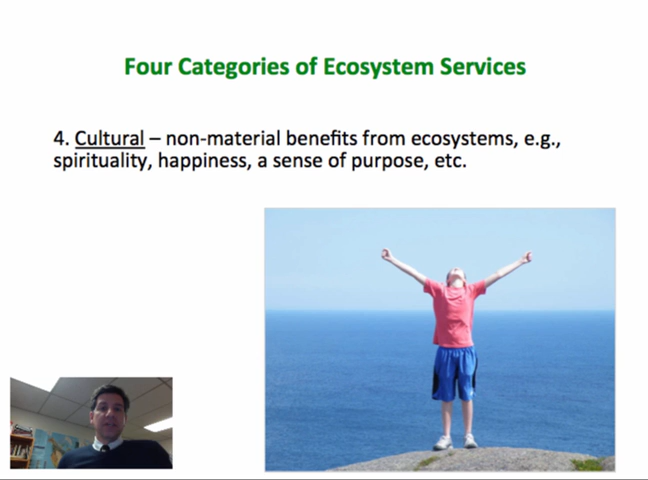 Four Categories of Ecosystem Services
4. Cultural – non-material benefits from ecosystems, e.g.,
spirituality, happiness, a sense of purpose, etc.